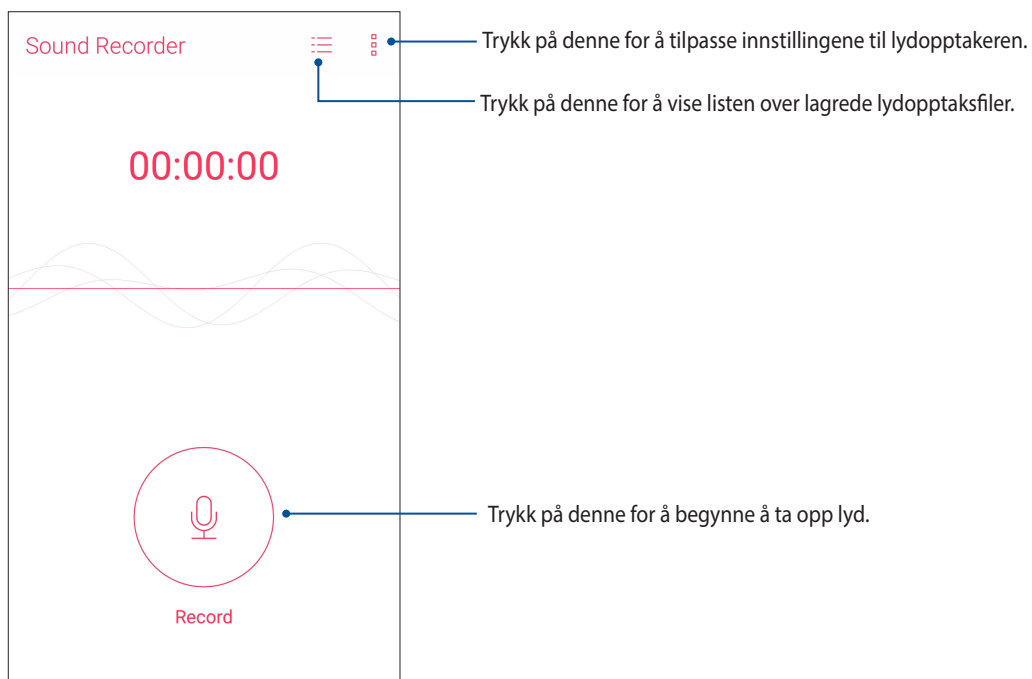 Sound Recorder
Trykk på denne for å tilpasse innstillingene til lydopptakeren.
Trykk på denne for å vise listen over lagrede lydopptaksfiler.
00:00:00
Trykk på denne for å begynne å ta opp lyd.
Record